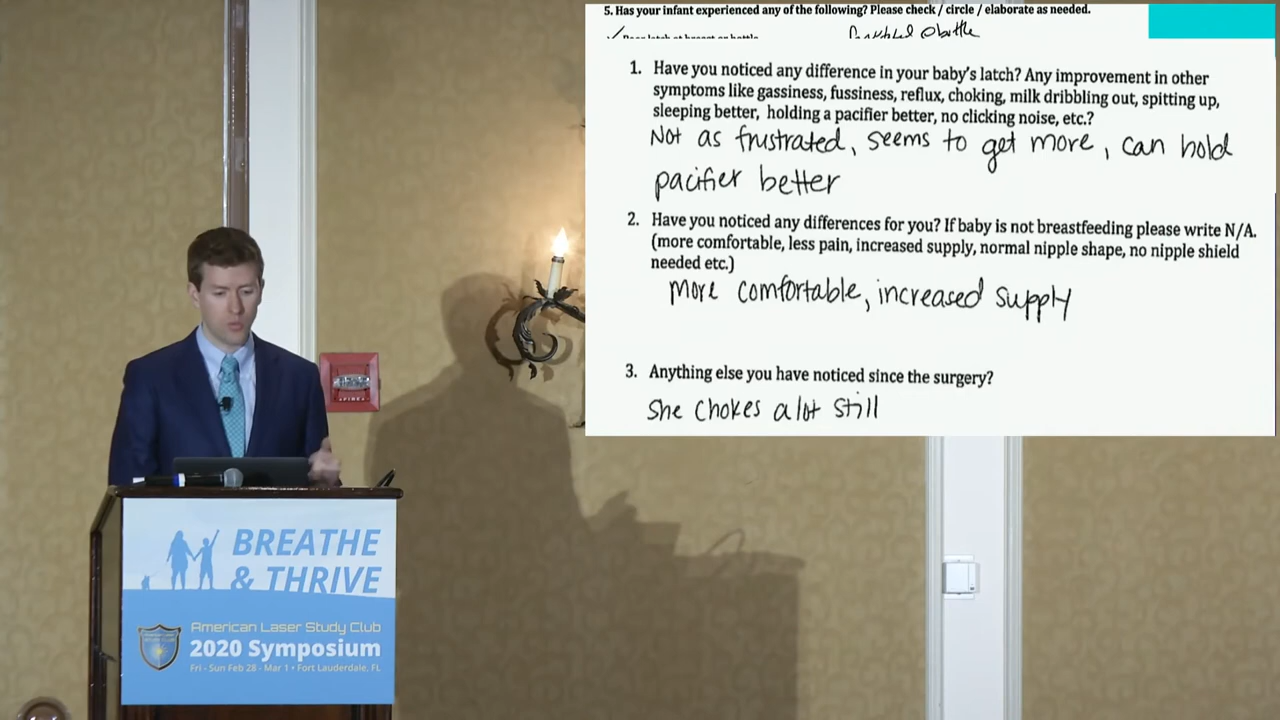 5. Has your infant experienced any of the following? Please check / circle / elaborate as needed.
1. Have you noticed any difference in your baby's latch? Any improvement in other
symptoms like gassiness, fussiness, reflux, choking, milk dribbling out, spitting up,
sleeping better, holding a pacifier better, no clicking noise, etc.?
Not as frustrated, seems to get more, can hold
pacifier better
2. Have you noticed any differences for you? If baby is not breastfeeding please write N/A.
(more comfortable, less pain, increased supply, normal nipple shape, no nipple shield
needed etc.)
More comfortable, increased supply
3. Anything else you have noticed since the surgery?
She chokes a lot still
FIRE
BREATHE
& THRIVE
American Laser Study Club
2020 Symposium
Fri - Sun Feb 28 - Mar 1 • Fort Lauderdale, FL